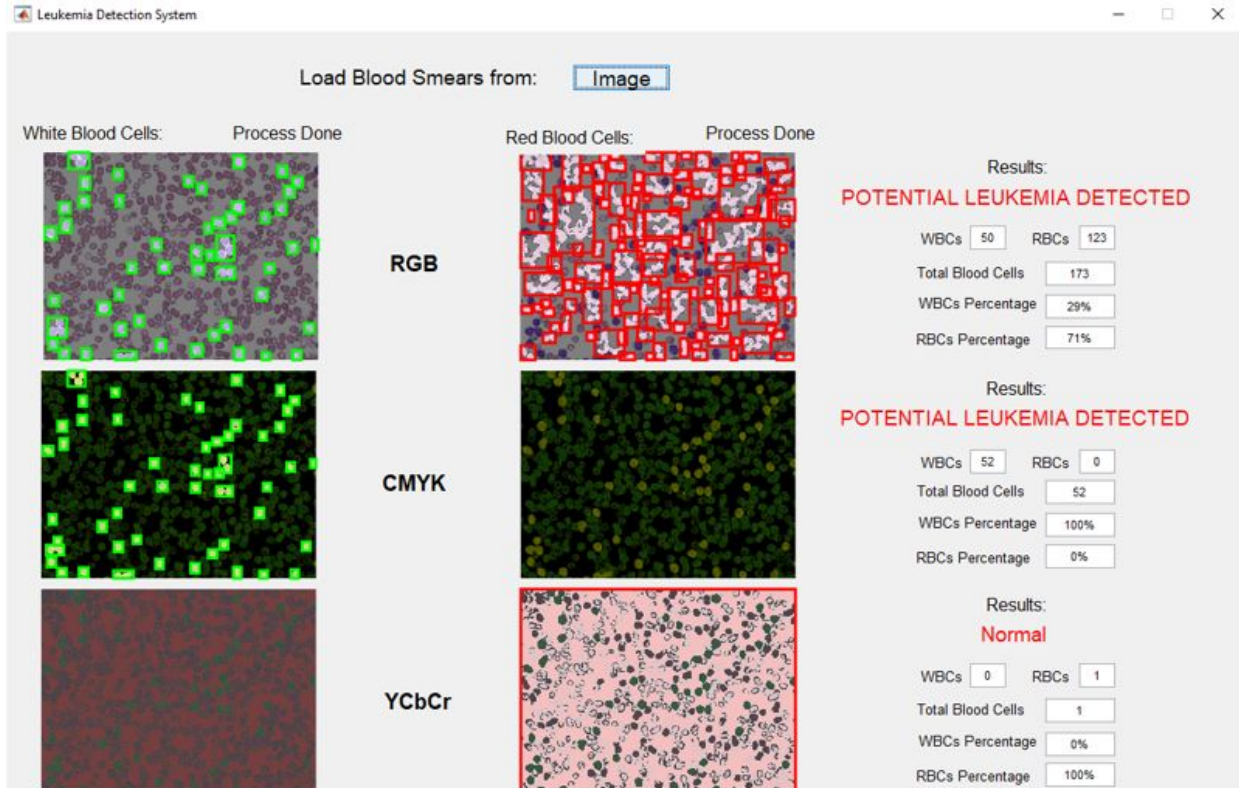 Leukemia Detection System
Load Blood Smears from: Image
White Blood Cells: Process Done
Red Blood Cells: Process Done
RGB
Results:
POTENTIAL LEUKEMIA DETECTED
WBCs 50 RBCs 123
Total Blood Cells 173
WBCs Percentage 29%
RBCs Percentage 71%
CMYK
Results:
POTENTIAL LEUKEMIA DETECTED
WBCs 52 RBCs 0
Total Blood Cells 52
WBCs Percentage 100%
RBCs Percentage 0%
YCbCr
Results:
Normal
WBCs 0 RBCs 1
Total Blood Cells 1
WBCs Percentage 0%
RBCs Percentage 100%